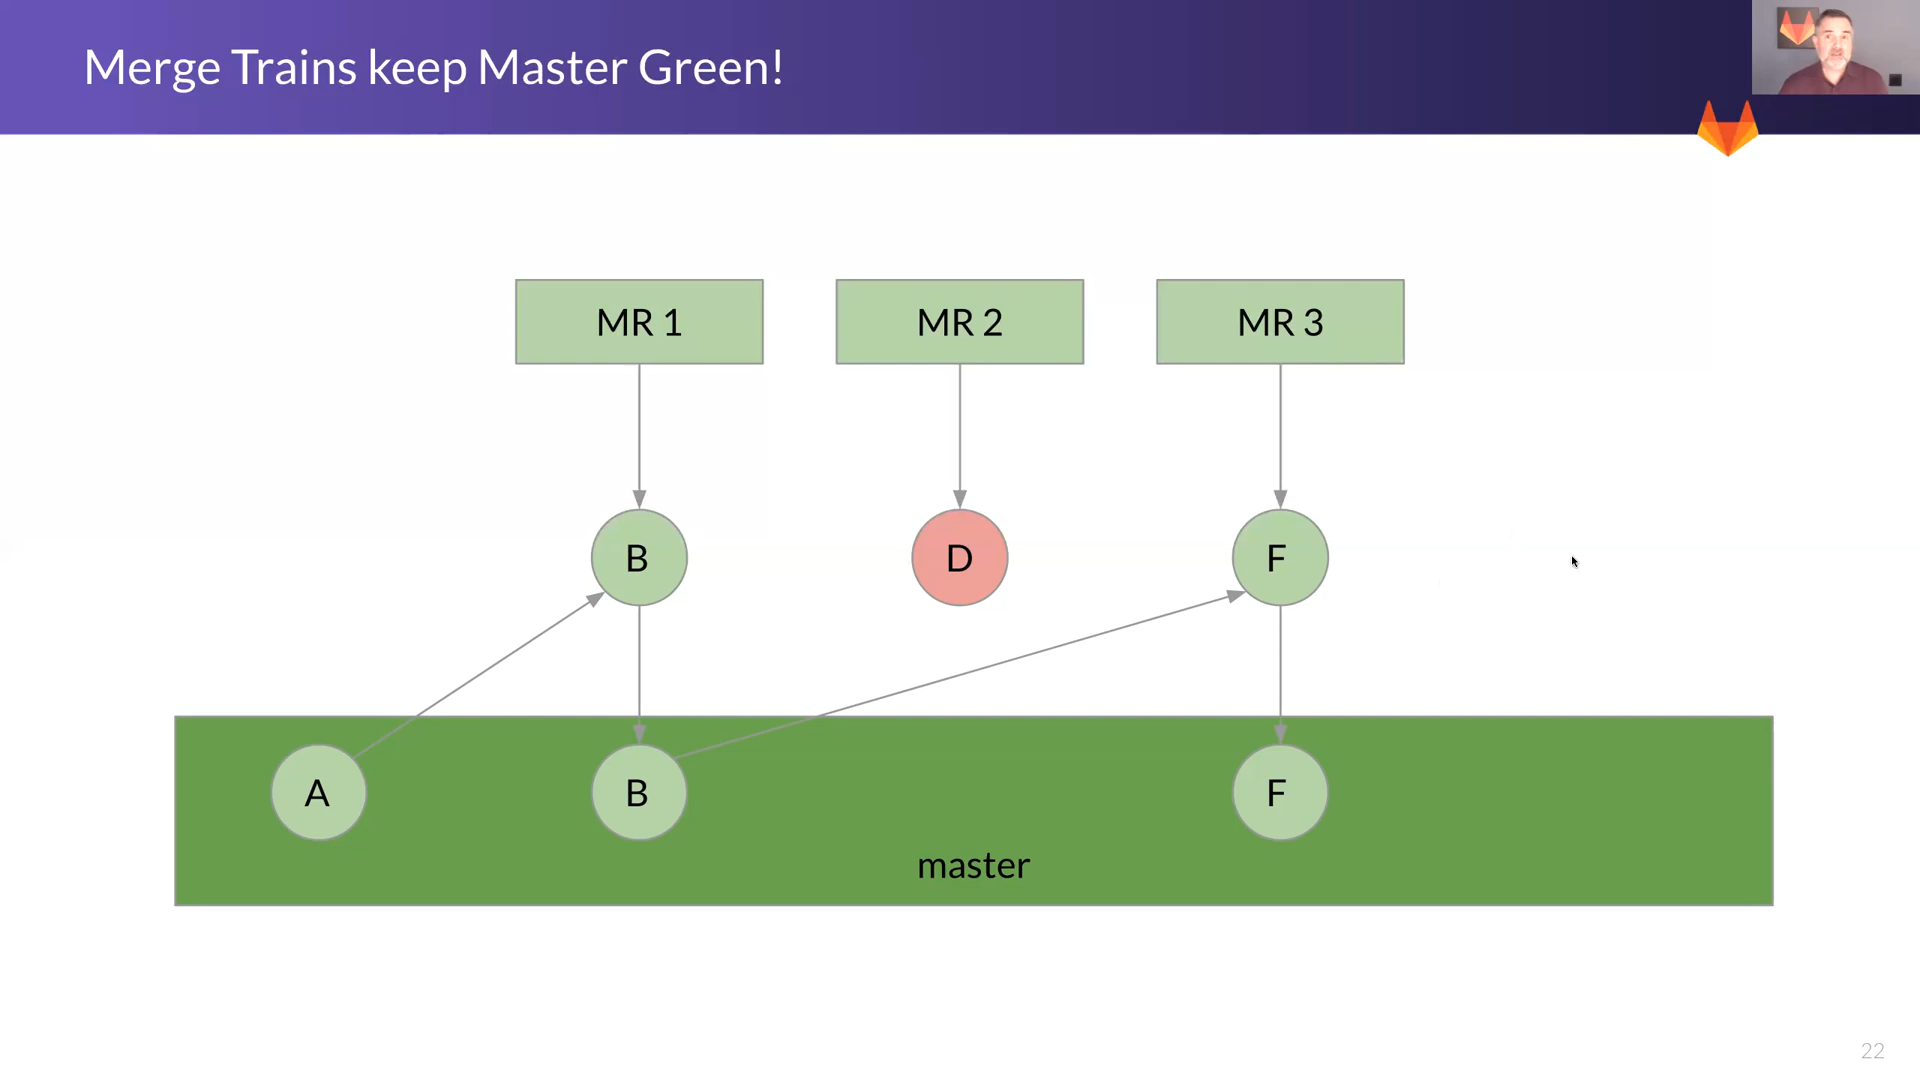 Merge Trains keep Master Green!
MR 1
MR 2
MR 3
B
D
F
A
B
F
master
22